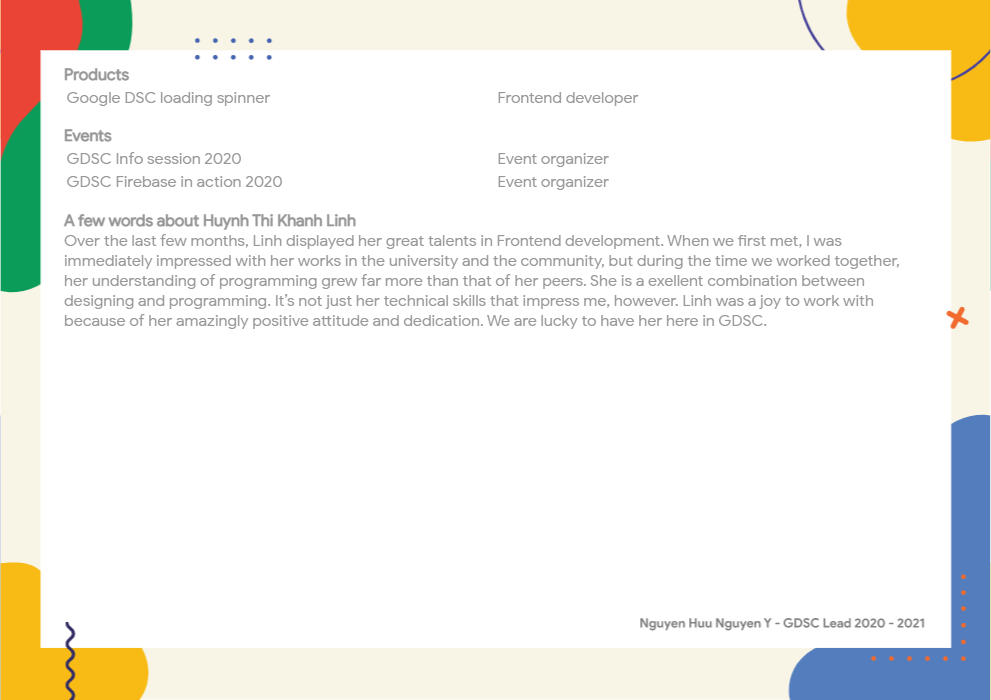 Products
Google DSC loading spinner Frontend developer
Events
GDSC Info session 2020 Event organizer
GDSC Firebase in action 2020 Event organizer
A few words about Huynh Thi Khanh Linh
Over the last few months, Linh displayed her great talents in Frontend development. When we first met, I was
immediately impressed with her works in the university and the community, but during the time we worked together,
her understanding of programming grew far more than that of her peers. She is a exellent combination between
designing and programming. It’s not just her technical skills that impress me, however. Linh was a joy to work with
because of her amazingly positive attitude and dedication. We are lucky to have her here in GDSC.
Nguyen Huu Nguyen Y - GDSC Lead 2020 - 2021